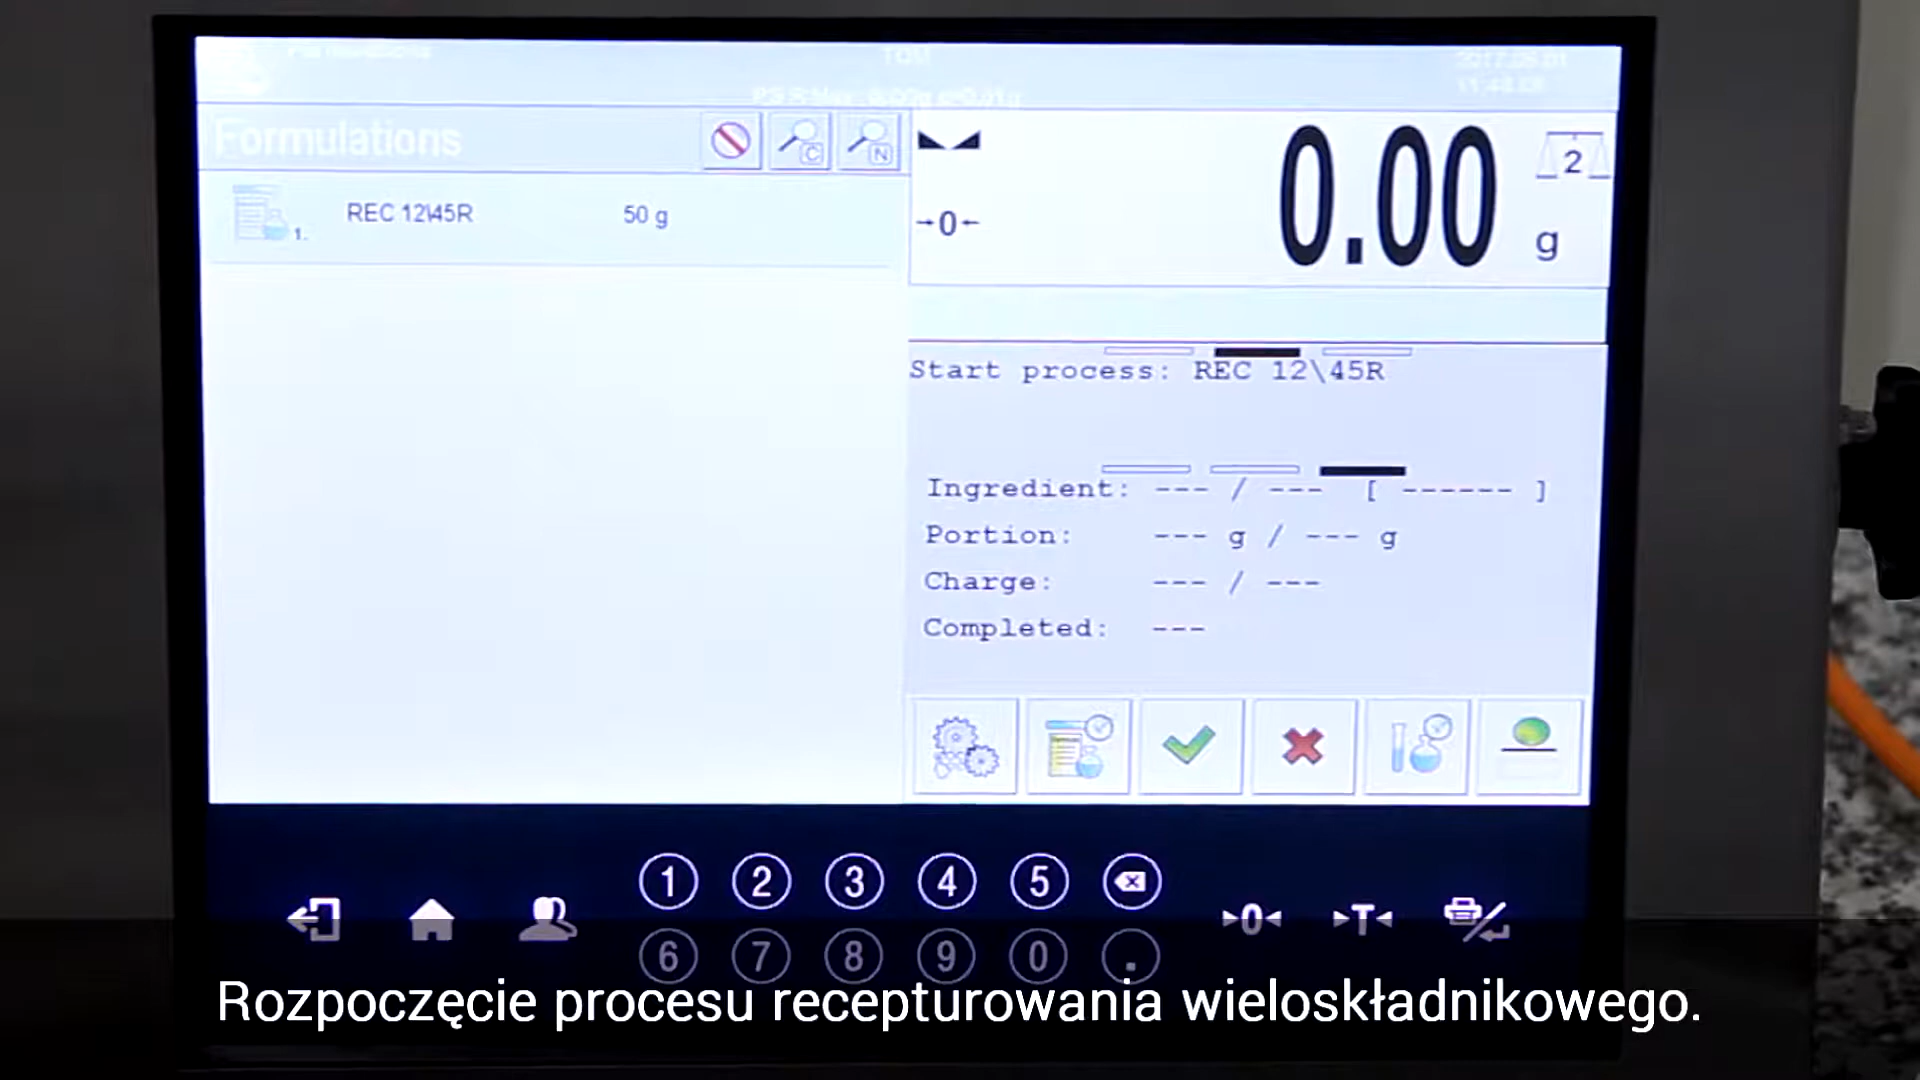 Formulations
C
N
1.
REC 12\45R
50 g
→0←
0.00
2
g
Start process: REC 12\45R
Ingredient: --- / --- [ ------ ]
Portion: --- g / --- g
Charge: --- / ---
Completed: ---
1 2 3 4 5
6 7 8 9 0 .
0 T
Rozpoczęcie procesu recepturowania wieloskładnikowego.